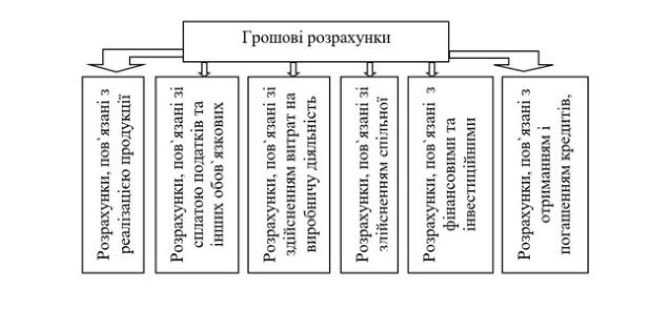 Грошові розрахунки
Розрахунки, пов`язані з
реалізацією продукції
Розрахунки, пов`язані зі
сплатою податків та
інших обов`язкових
Розрахунки, пов`язані зі
здійсненням витрат на
виробничу діяльність
Розрахунки, пов`язані зі
злійсненням спільної
Розрахунки, пов`язані з
фінансовими та
інвестиційними
Розрахунки, пов`язані з
отриманням і
погашенням кредитів,